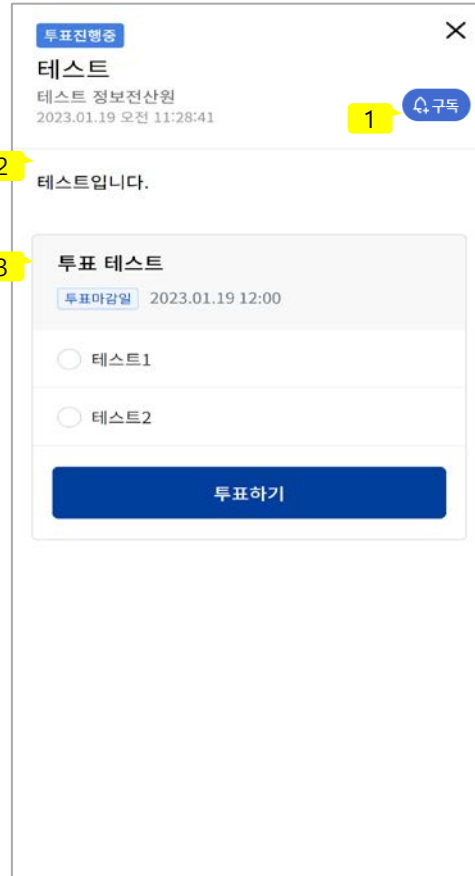 투표진행중
테스트
테스트 정보전산원
2023.01.19 오전 11:28:41
1
구독
2
테스트입니다.
3
투표 테스트
투표마감일 2023.01.19 12:00
테스트1
테스트2
투표하기